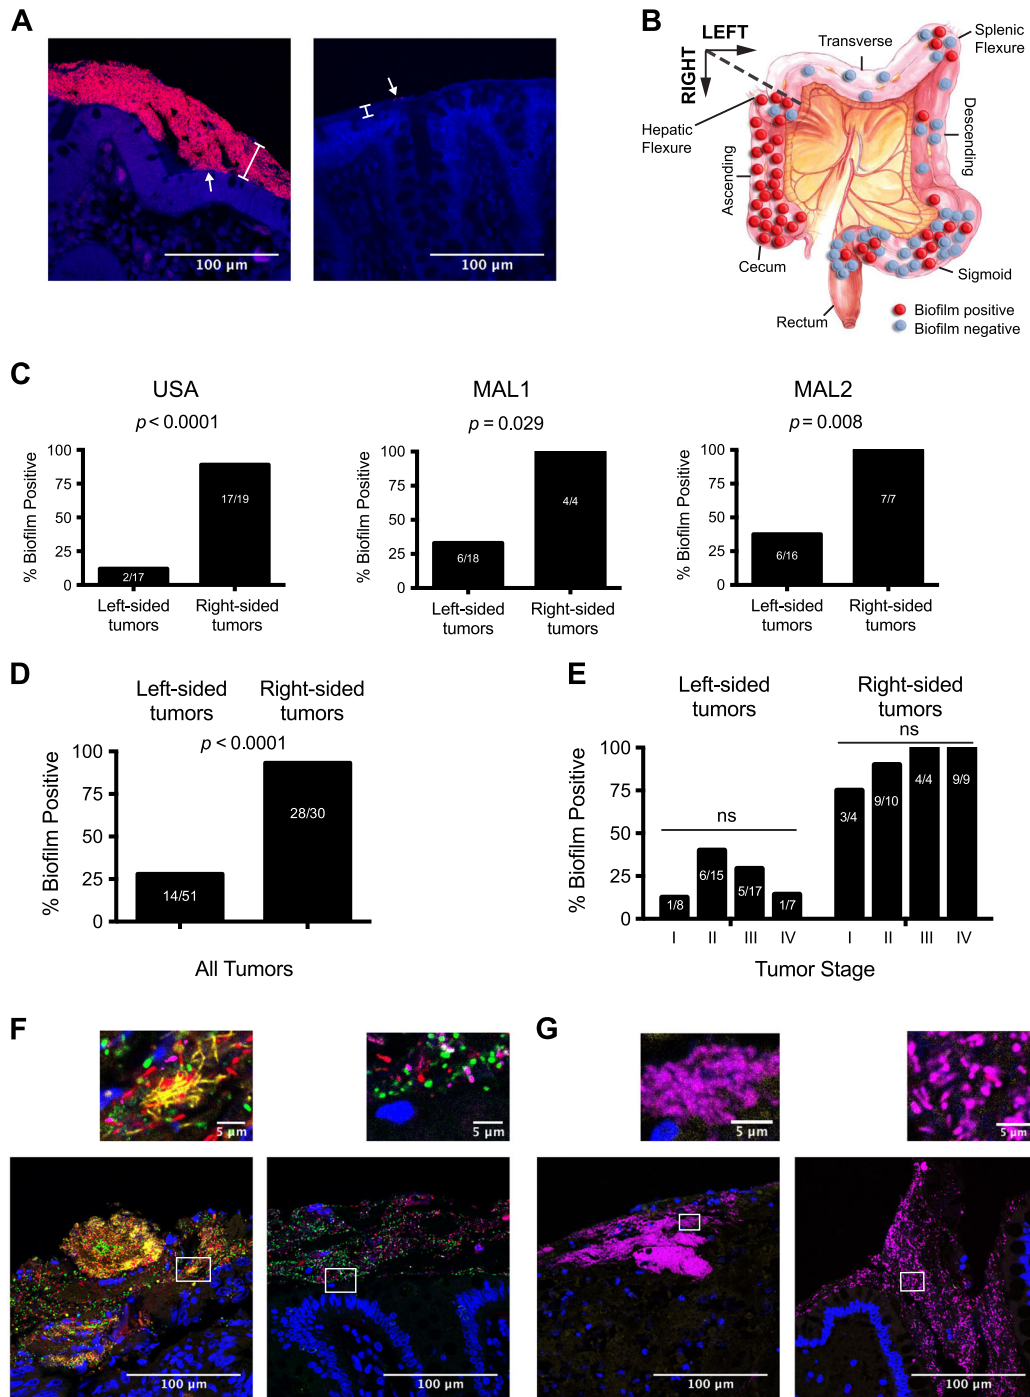 A
100 µm
100 µm
B
LEFT
RIGHT
Transverse
Splenic
Flexure
Hepatic
Flexure
Ascending
Descending
Cecum
Sigmoid
Rectum
Biofilm positive
Biofilm negative
C
USA
p < 0.0001
% Biofilm Positive
100
75
50
25
0
2/17
17/19
Left-sided
tumors
Right-sided
tumors
MAL1
p = 0.029
% Biofilm Positive
100
75
50
25
0
6/18
4/4
Left-sided
tumors
Right-sided
tumors
MAL2
p = 0.008
% Biofilm Positive
100
75
50
25
0
6/16
7/7
Left-sided
tumors
Right-sided
tumors
D
Left-sided
tumors
Right-sided
tumors
p < 0.0001
% Biofilm Positive
100
75
50
25
0
14/51
28/30
All Tumors
E
Left-sided
tumors
Right-sided
tumors
ns
ns
% Biofilm Positive
100
75
50
25
0
1/8
6/15
5/17
1/7
3/4
9/10
4/4
9/9
I II III IV I II III IV
Tumor Stage
F
5 µm
5 µm
100 µm
100 µm
G
5 µm
5 µm
100 µm
100 µm